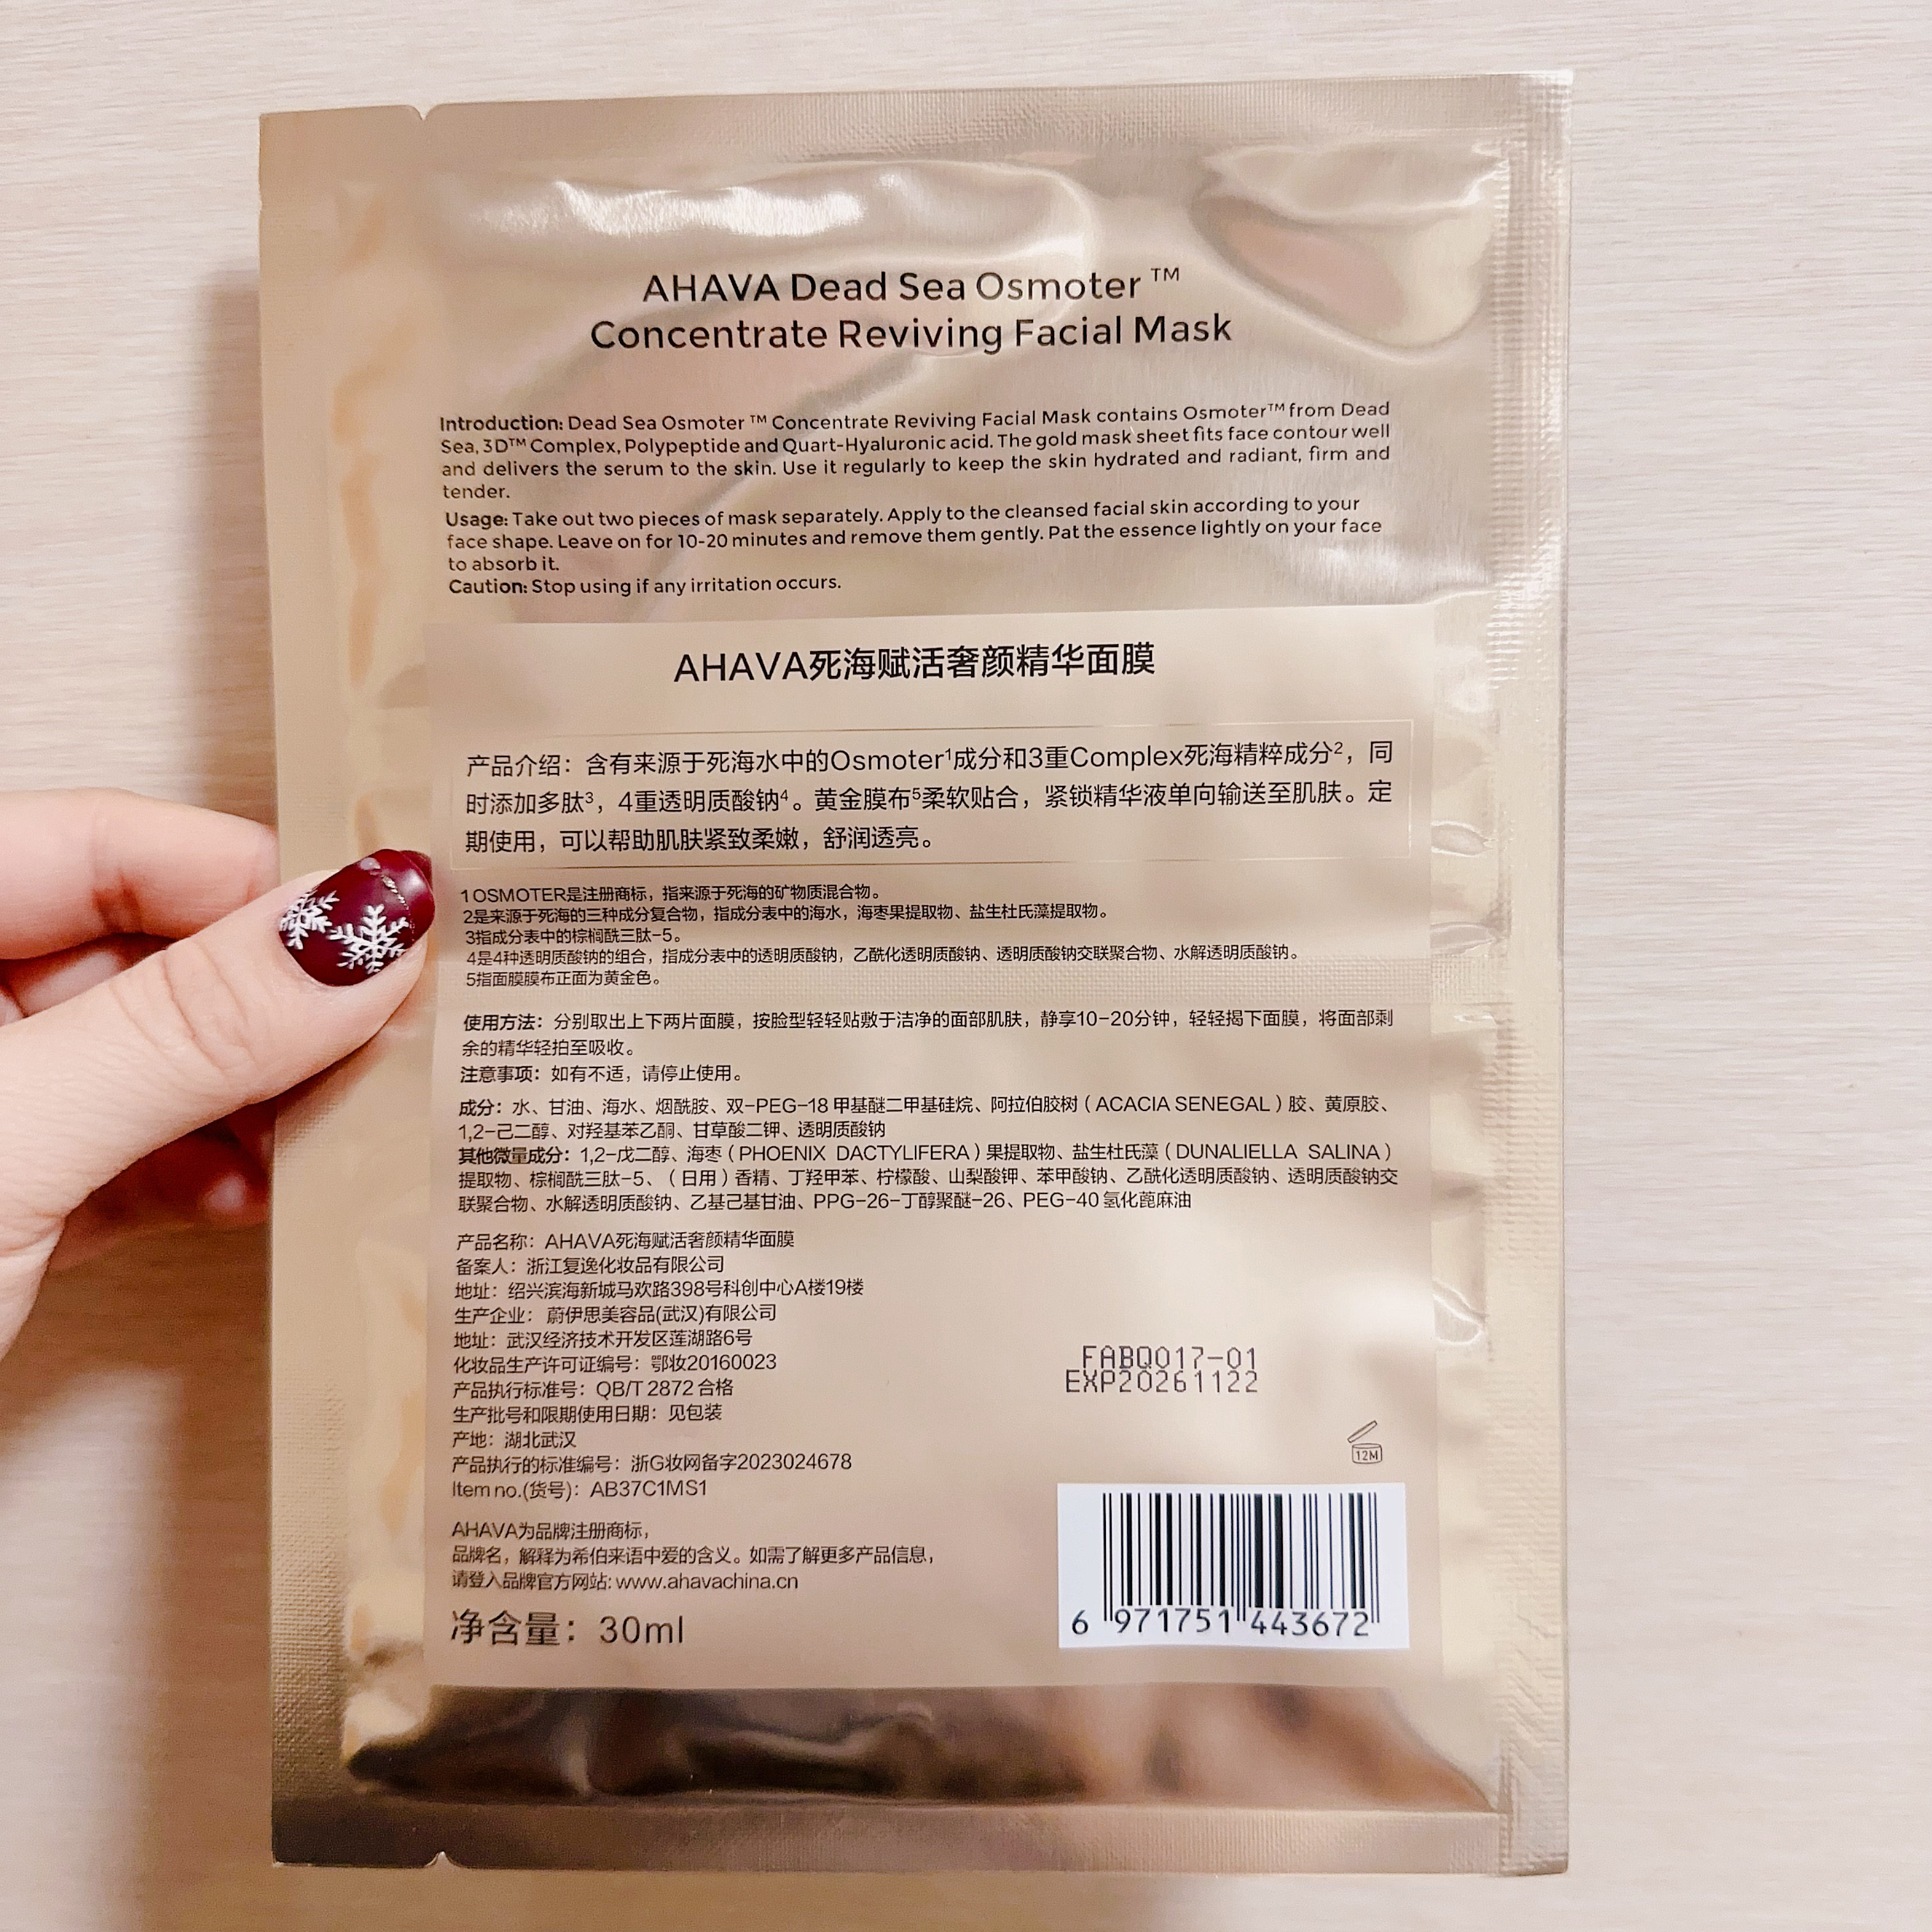 AHAVA Dead Sea Osmoter™
Concentrate Reviving Facial Mask
Introduction: Dead Sea Osmoter™ Concentrate Reviving Facial Mask contains Osmoter™ from Dead
Sea, 3D™ Complex, Polypeptide and Quart-Hyaluronic acid. The gold mask sheet fits face contour well
and delivers the serum to the skin. Use it regularly to keep the skin hydrated and radiant, firm and
tender.
Usage: Take out two pieces of mask separately. Apply to the cleansed facial skin according to your
face shape. Leave on for 10-20 minutes and remove them gently. Pat the essence lightly on your face
to absorb it.
Caution: Stop using if any irritation occurs.
AHAVA死海赋活奢颜精华面膜
产品介绍：含有来源于死海水中的Osmoter¹成分和3重Complex死海精粹成分²，同
时添加多肽³，4重透明质酸钠⁴。黄金膜布⁵柔软贴合，紧锁精华液单向输送至肌肤。定
期使用，可以帮助肌肤紧致柔嫩，舒润透亮。
1 OSMOTER是注册商标，指来源于死海的矿物质混合物。
2是来源于死海的三种成分复合物，指成分表中的海水，海枣果提取物、盐生杜氏藻提取物。
3指成分表中的棕榈酰三肽-5。
4是4种透明质酸钠的组合，指成分表中的透明质酸钠，乙酰化透明质酸钠、透明质酸钠交联聚合物、水解透明质酸钠。
5指面膜膜布正面为黄金色。
使用方法：分别取出上下两片面膜，按脸型轻轻贴敷于洁净的面部肌肤，静享10-20分钟，轻轻揭下面膜，将面部剩
余的精华轻拍至吸收。
注意事项：如有不适，请停止使用。
成分：水、甘油、海水、烟酰胺、双-PEG-18 甲基醚二甲基硅烷、阿拉伯胶树（ACACIA SENEGAL）胶、黄原胶、
1,2-己二醇、对羟基苯乙酮、甘草酸二钾、透明质酸钠
其他微量成分：1,2-戊二醇、海枣（PHOENIX DACTYLIFERA）果提取物、盐生杜氏藻（DUNALIELLA SALINA）
提取物、棕榈酰三肽-5、（日用）香精、丁羟甲苯、柠檬酸、山梨酸钾、苯甲酸钠、乙酰化透明质酸钠、透明质酸钠交
联聚合物、水解透明质酸钠、乙基己基甘油、PPG-26-丁醇聚醚-26、PEG-40 氢化蓖麻油
产品名称：AHAVA死海赋活奢颜精华面膜
备案人：浙江复逸化妆品有限公司
地址：绍兴滨海新城马欢路398号科创中心A楼19楼
生产企业：蔚伊思美容品(武汉)有限公司
地址：武汉经济技术开发区莲湖路6号
化妆品生产许可证编号：鄂妆20160023
产品执行标准号：QB/T 2872 合格
生产批号和限期使用日期：见包装
产地：湖北武汉
产品执行的标准编号：浙G妆网备字2023024678
Item no.(货号)：AB37C1MS1
FABQ017-01
EXP20261122
12M
AHAVA为品牌注册商标，
品牌名，解释为希伯来语中爱的含义。如需了解更多产品信息，
请登入品牌官方网站: www.ahavachina.cn
净含量：30ml
6 971751 443672